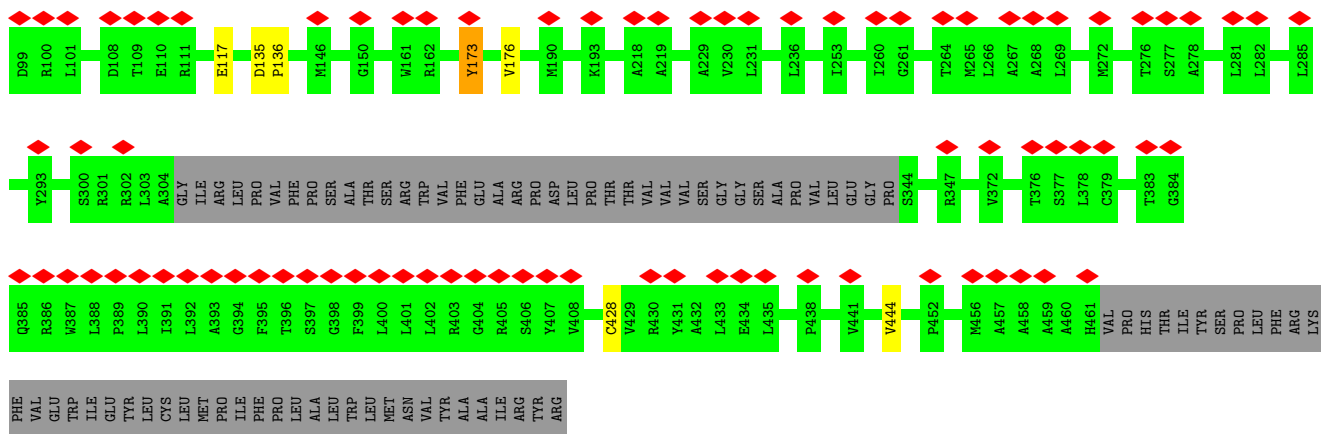 D99 R100 L101 D108 T109 E110 R111 E117 D135 P136 M146 G150 W161 R162 Y173 V176 M190 K193 A218 A219 A229 V230 L231 L236 I253 I260 G261 T264 M265 L266 A267 A268 L269 M272 T276 S277 A278 L281 L282 L285
Y293 S300 R301 R302 L303 A304 GLY ILE ARG LEU PRO VAL PHE PRO SER ALA THR SER ARG TRP VAL PHE GLU ALA ARG PRO ASP LEU PRO THR THR VAL VAL VAL SER GLY GLY SER ALA PRO VAL LEU GLU GLY PRO S344 R347 V372 T376 S377 L378 C379 T383 G384
Q385 R386 W387 L388 P389 L390 I391 L392 A393 G394 F395 T396 S397 G398 F399 L400 L401 L402 R403 G404 R405 S406 Y407 V408 C428 V429 R430 Y431 A432 L433 E434 L435 P438 V441 V444 P452 M456 A457 A458 A459 A460 H461 VAL PRO HIS THR ILE TYR SER PRO LEU PHE ARG LYS
PHE VAL GLU TRP ILE GLU TYR LEU CYS LEU MET PRO ILE PHE PRO LEU ALA LEU TRP LEU MET ASN VAL TYR ALA ALA ILE ARG TYR ARG